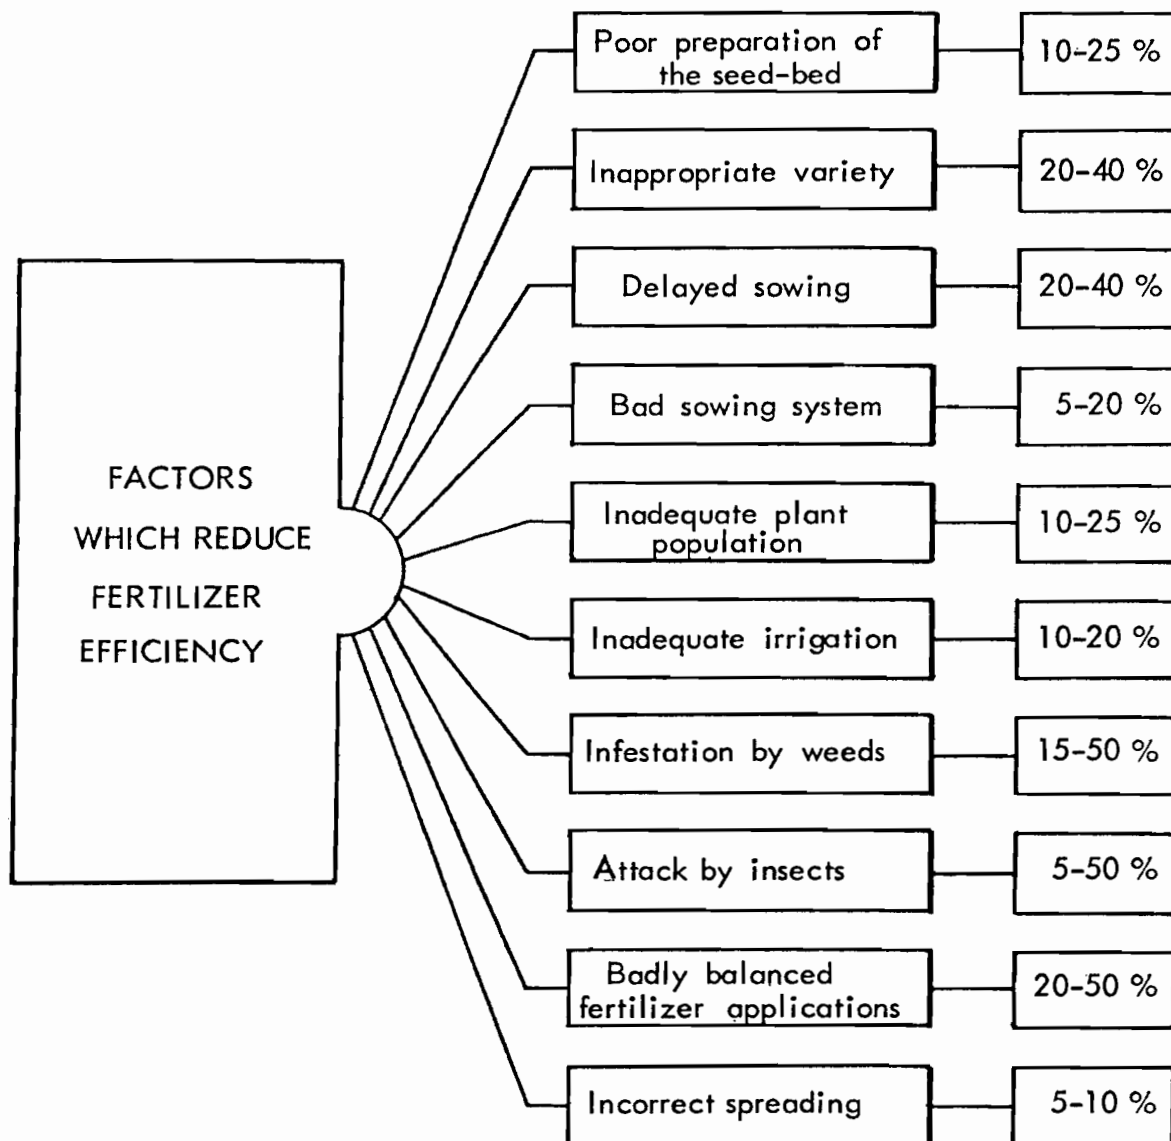 Poor preparation of
the seed-bed
10-25 %
Inappropriate variety
20-40 %
Delayed sowing
20-40 %
Bad sowing system
5-20 %
FACTORS
WHICH REDUCE
FERTILIZER
EFFICIENCY
Inadequate plant
population
10-25 %
Inadequate irrigation
10-20 %
Infestation by weeds
15-50 %
Attack by insects
5-50 %
Badly balanced
fertilizer applications
20-50 %
Incorrect spreading
5-10 %